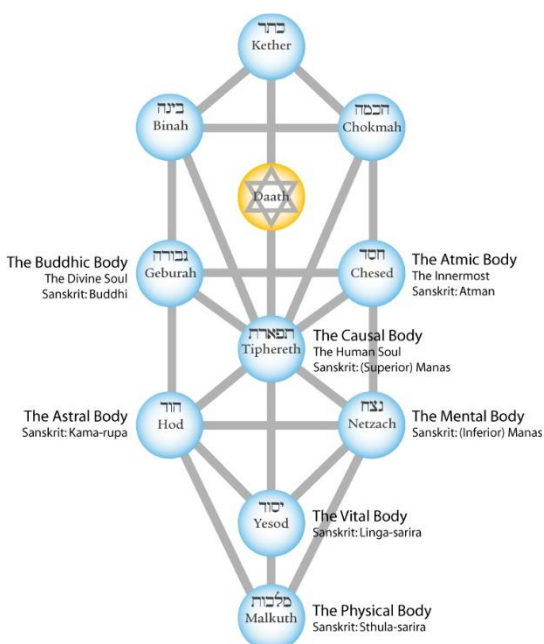 כתר
Kether
בינה
Binah
חכמה
Chokmah
Daath
The Buddhic Body
The Divine Soul
Sanskrit: Buddhi
גבורה
Geburah
חסד
Chesed
The Atmic Body
The Innermost
Sanskrit: Atman
תפארת
Tiphereth
The Causal Body
The Human Soul
Sanskrit: (Superior) Manas
The Astral Body
Sanskrit: Kama-rupa
הוד
Hod
נצח
Netzach
The Mental Body
Sanskrit: (Inferior) Manas
יסוד
Yesod
The Vital Body
Sanskrit: Linga-sarira
מלכות
Malkuth
The Physical Body
Sanskrit: Sthula-sarira